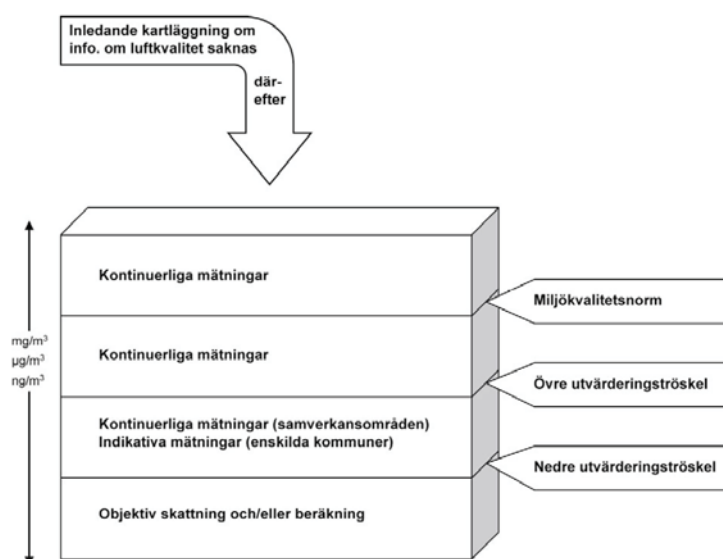 Inledande kartläggning om
info. om luftkvalitet saknas
där-
efter
Kontinuerliga mätningar
Miljökvalitetsnorm
mg/m³
µg/m³
ng/m³
Kontinuerliga mätningar
Övre utvärderingströskel
Kontinuerliga mätningar (samverkansområden)
Indikativa mätningar (enskilda kommuner)
Nedre utvärderingströskel
Objektiv skattning och/eller beräkning